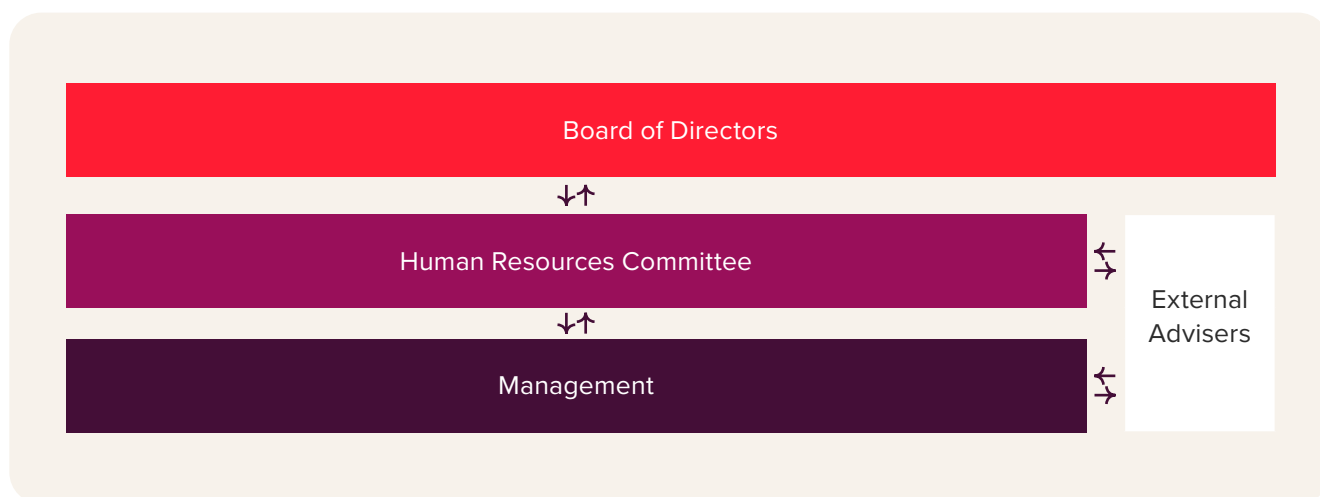 Board of Directors
Human Resources Committee
External
Advisers
Management